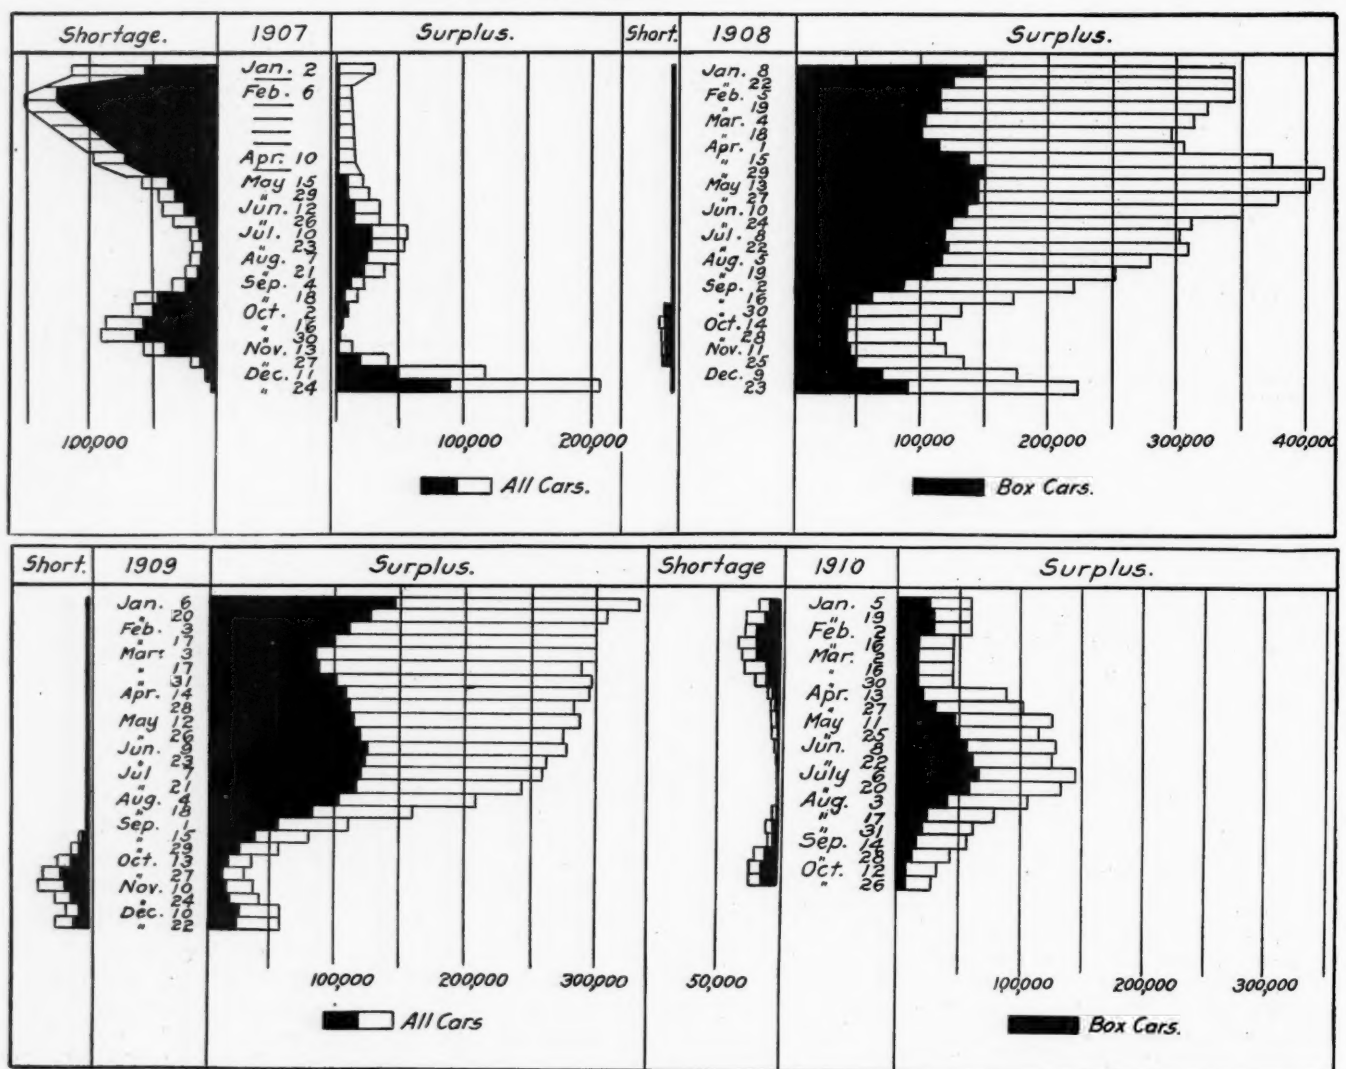 Shortage. 1907 Surplus. Short. 1908 Surplus.
Jan. 2
Feb. 6
Apr. 10
May 15
" 29
Jun. 12
" 26
Jul. 10
" 23
Aug. 7
" 21
Sep. 4
" 18
Oct. 2
" 16
" 30
Nov. 13
" 27
Dec. 11
" 24
Jan. 8
" 22
Feb. 5
" 19
Mar. 4
" 18
Apr. 1
" 15
" 29
May 13
" 27
Jun. 10
" 24
Jul. 8
" 22
Aug. 5
" 19
Sep. 2
" 16
" 30
Oct. 14
" 28
Nov. 11
" 25
Dec. 9
23
100,000 100,000 200,000 100,000 200,000 300,000 400,000
All Cars. Box Cars.
Short. 1909 Surplus. Shortage 1910 Surplus.
Jan. 6
" 20
Feb. 3
" 17
Mar. 3
" 17
" 31
Apr. 14
28
May 12
" 26
Jun. 9
" 23
Jul 7
" 21
Aug. 4
" 18
Sep. 1
" 15
" 29
Oct. 13
" 27
Nov. 10
" 24
Dec. 10
" 22
Jan. 5
" 19
Feb. 2
" 16
Mar. 2
" 16
" 30
Apr. 13
" 27
May 11
" 25
Jun. 8
" 22
July 6
" 20
Aug. 3
" 17
" 31
Sep. 14
" 28
Oct. 12
" 26
100,000 200,000 300,000 50,000 100,000 200,000 300,000
All Cars Box Cars.